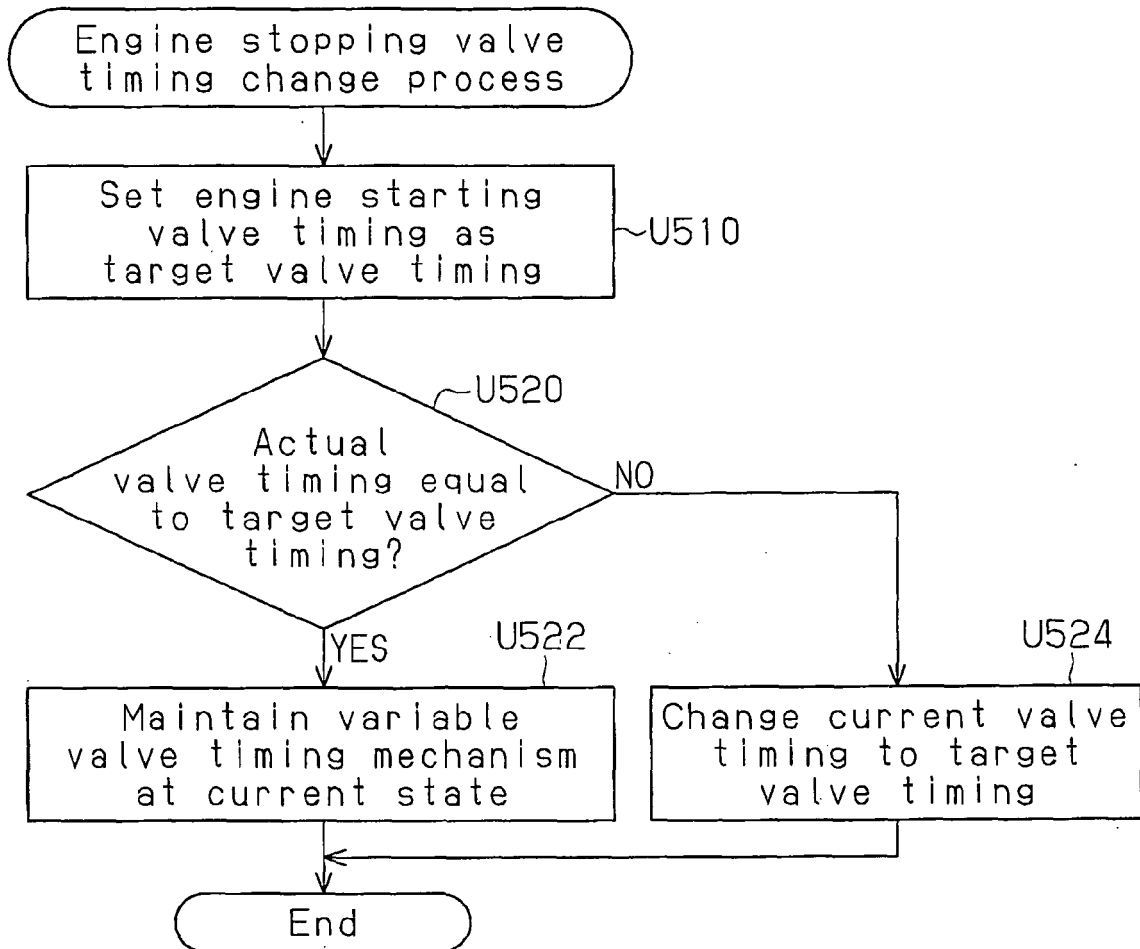 Engine stopping valve
timing change process
Set engine starting
valve timing as
target valve timing
U510
U520
Actual
valve timing equal
to target valve
timing?
NO
YES
U522
Maintain variable
valve timing mechanism
at current state
U524
Change current valve
timing to target
valve timing
End